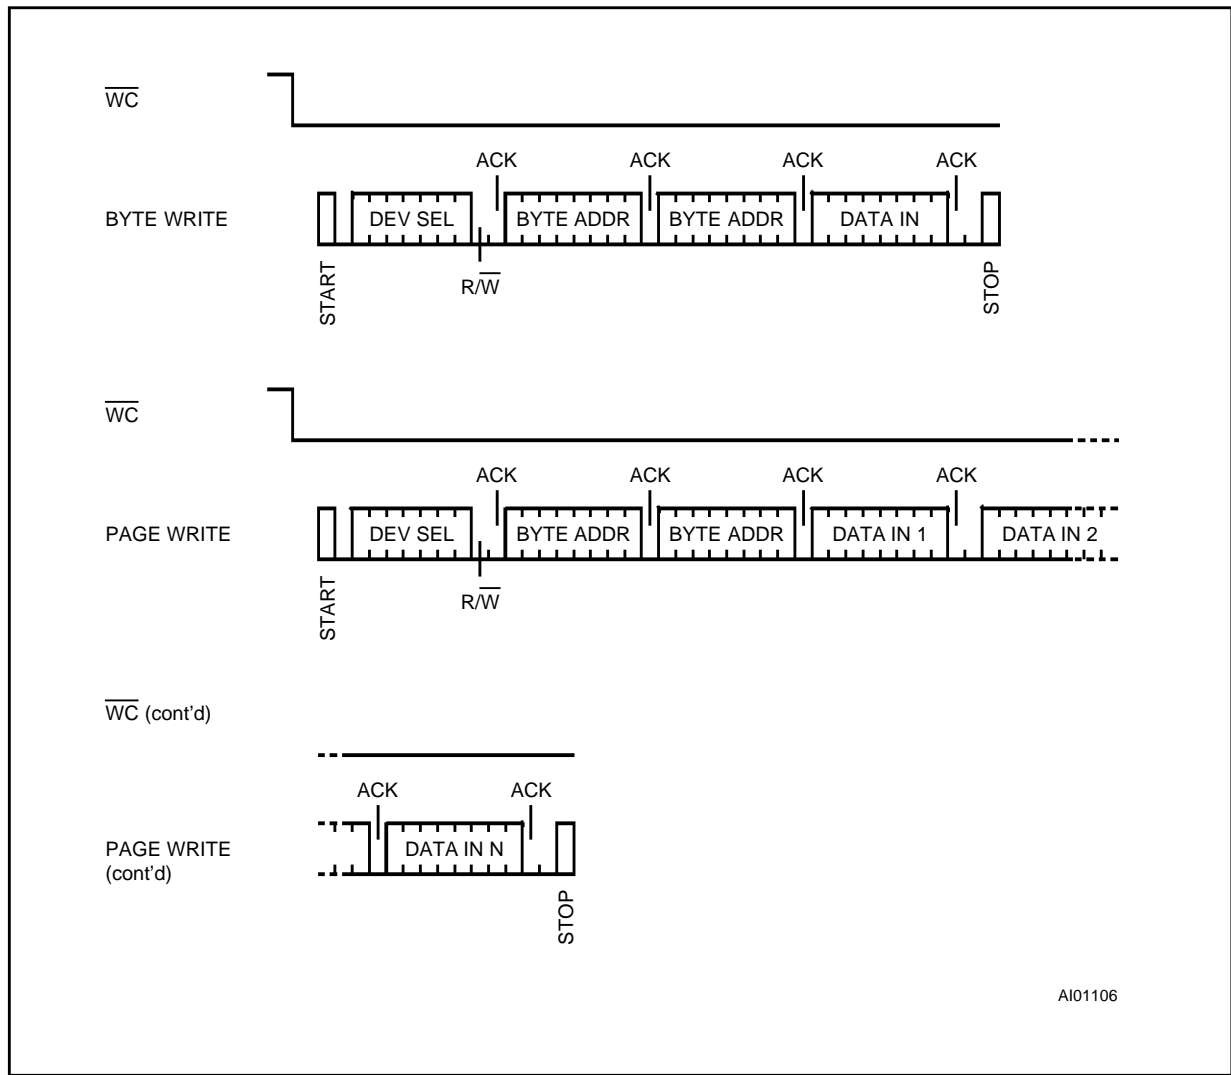 WC
ACK ACK ACK ACK
BYTE WRITE DEV SEL BYTE ADDR BYTE ADDR DATA IN
R/W
START STOP
WC
ACK ACK ACK ACK
PAGE WRITE DEV SEL BYTE ADDR BYTE ADDR DATA IN 1 DATA IN 2
R/W
START
WC (cont'd)
ACK ACK
PAGE WRITE DATA IN N
(cont'd)
STOP
AI01106